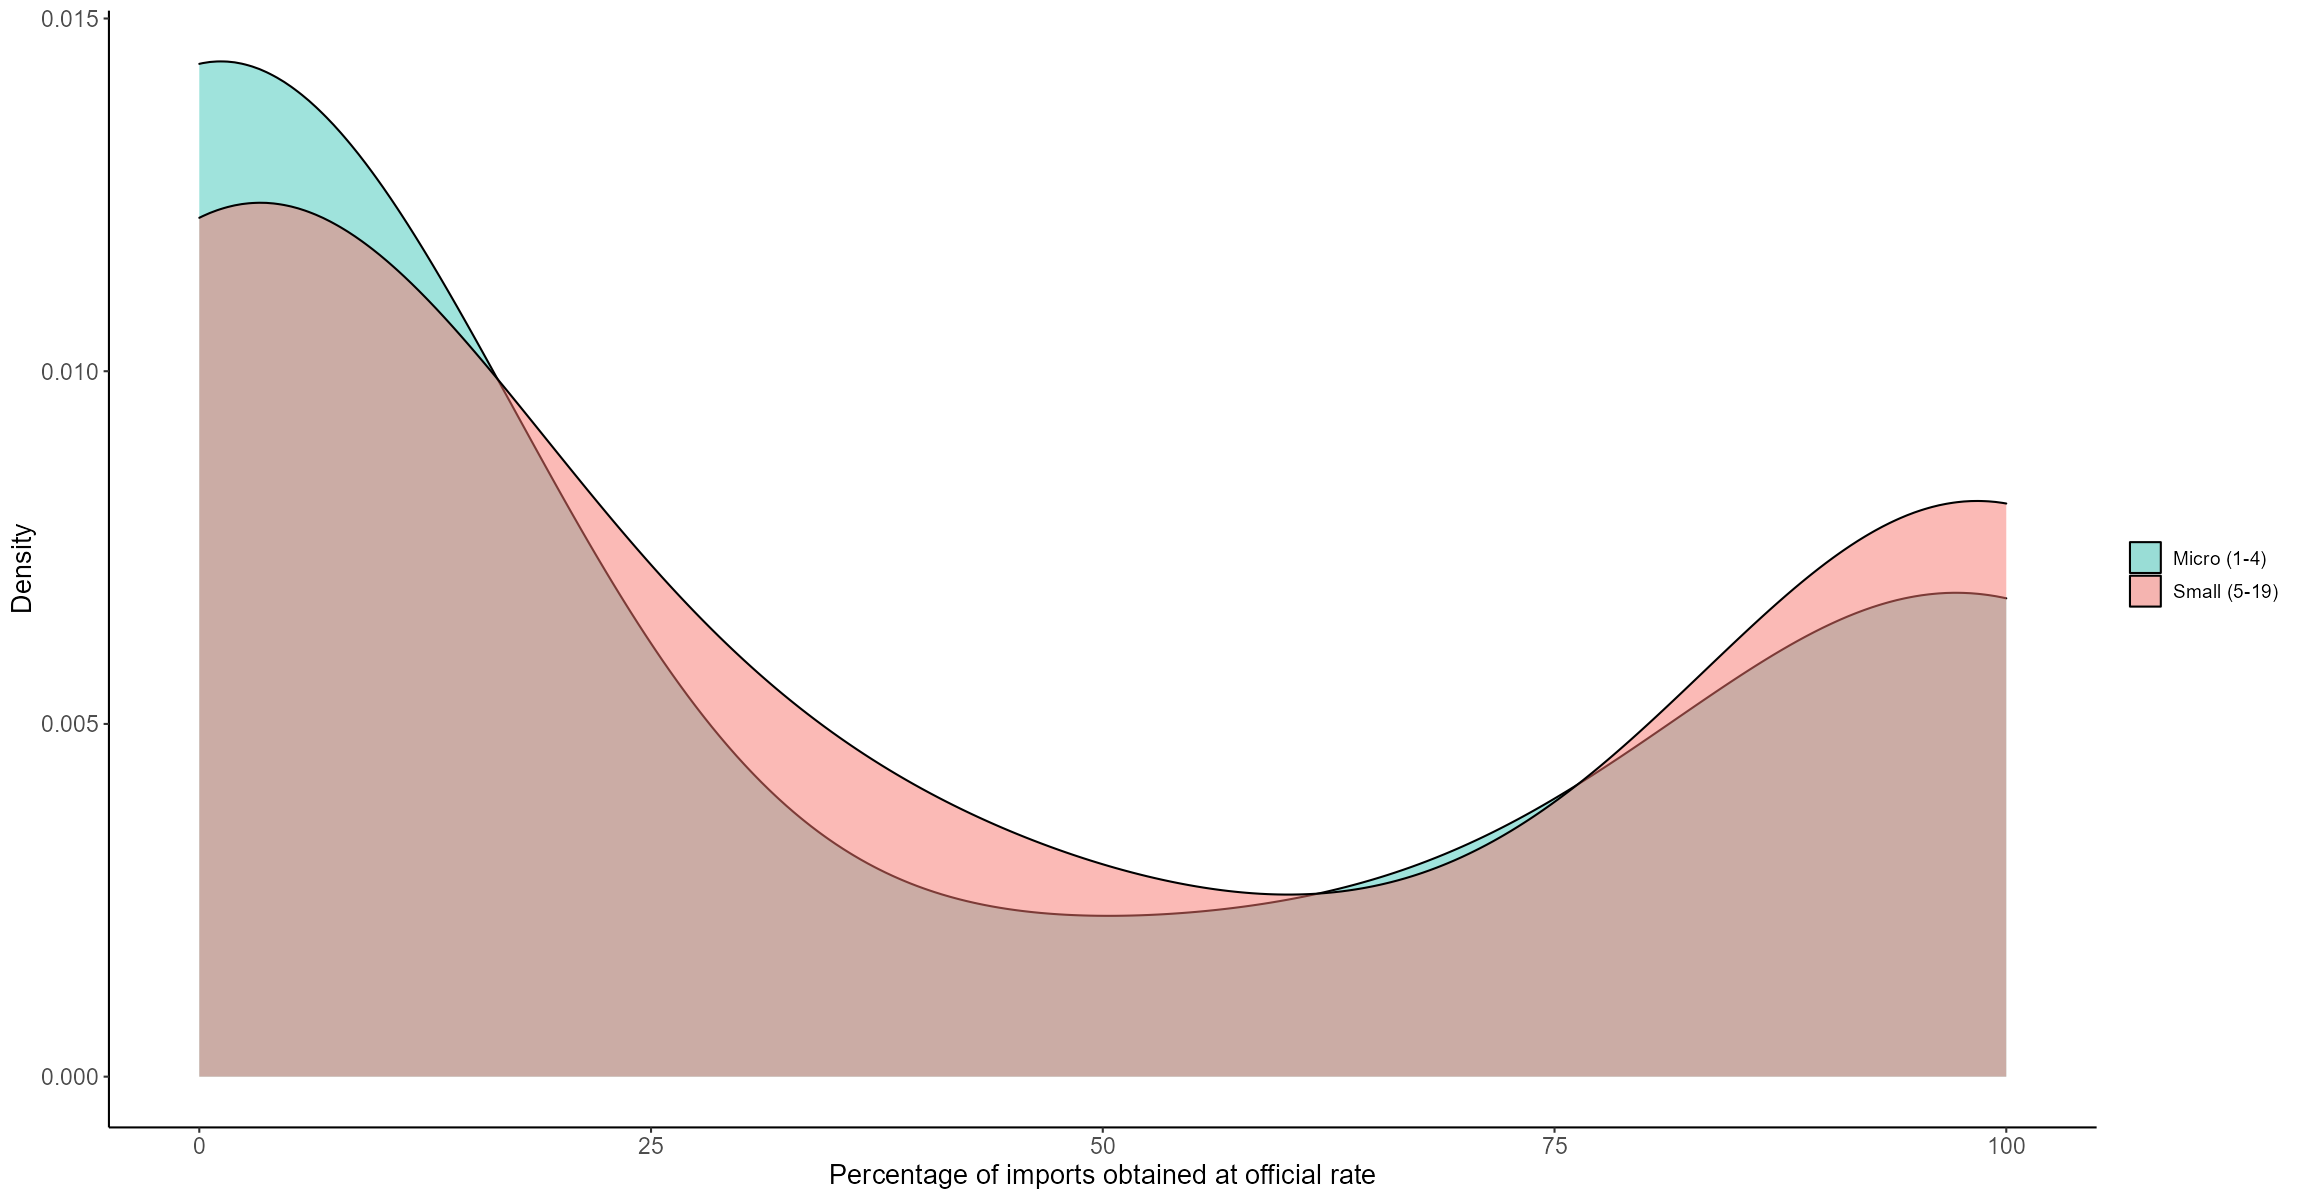 0.015
0.010
0.005
0.000
Density
0 25 50 75 100
Percentage of imports obtained at official rate
Micro (1-4)
Small (5-19)